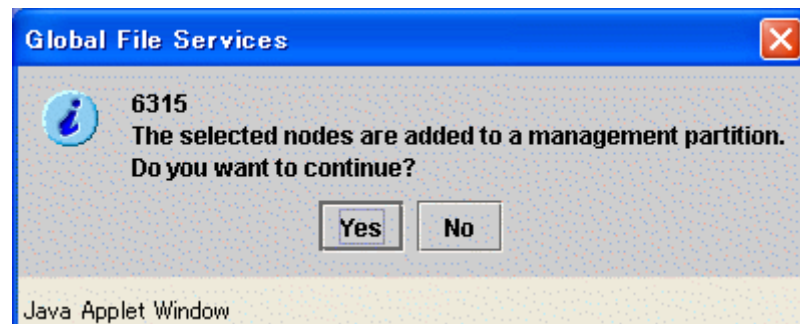 Global File Services
6315
The selected nodes are added to a management partition.
Do you want to continue?
Yes No
Java Applet Window